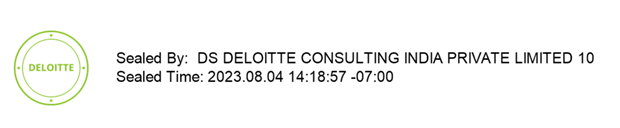 DELOITTE
Sealed By:  DS DELOITTE CONSULTING INDIA PRIVATE LIMITED 10
Sealed Time: 2023.08.04 14:18:57 -07:00